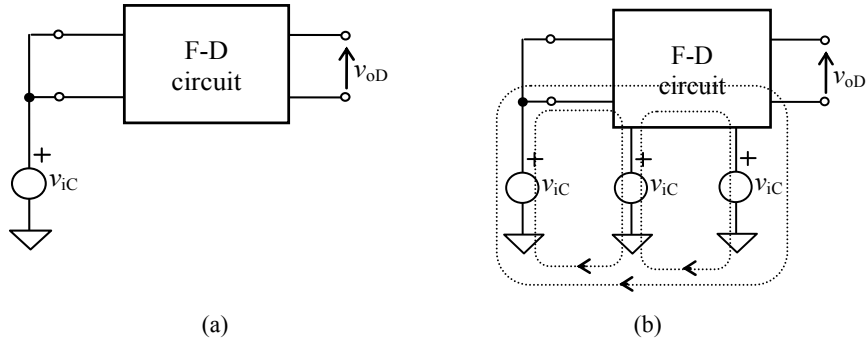 F-D
circuit
v_oD
+
v_iC
(a)
F-D
circuit
v_oD
+
v_iC
+
v_iC
+
v_iC
(b)